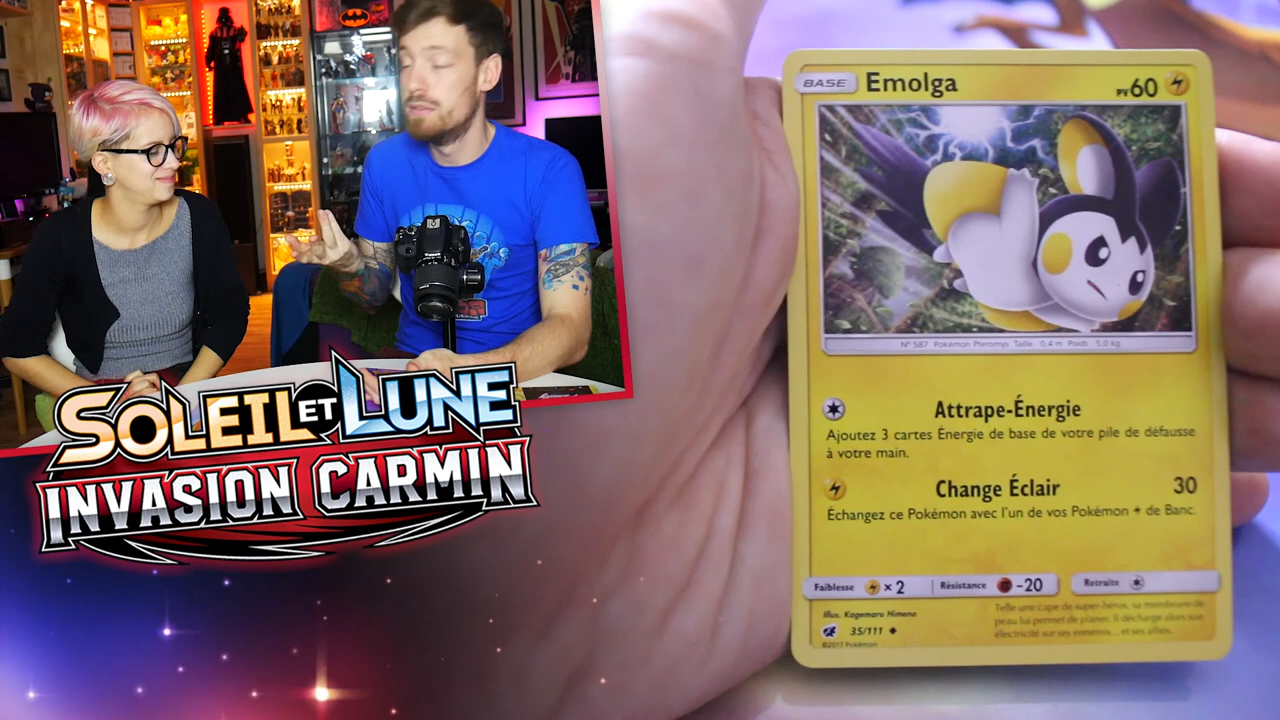 SOLEIL ET LUNE
INVASION CARMIN
BASE Emolga PV 60
N° 587 Pokémon Pteromys Taille : 0,4 m Poids : 5,0 kg
Attrape-Énergie
Ajoutez 3 cartes Énergie de base de votre pile de défausse
à votre main.
Change Éclair 30
Échangez ce Pokémon avec l'un de vos Pokémon de Banc.
Faiblesse × 2 Résistance -20 Retraite
Illus. Kagemaru Himeno
35/111
©2017 Pokémon
Telle une cape de super-héros, sa membrane de
peau lui permet de planer. Il décharge alors son
électricité sur ses ennemis... et ses alliés.